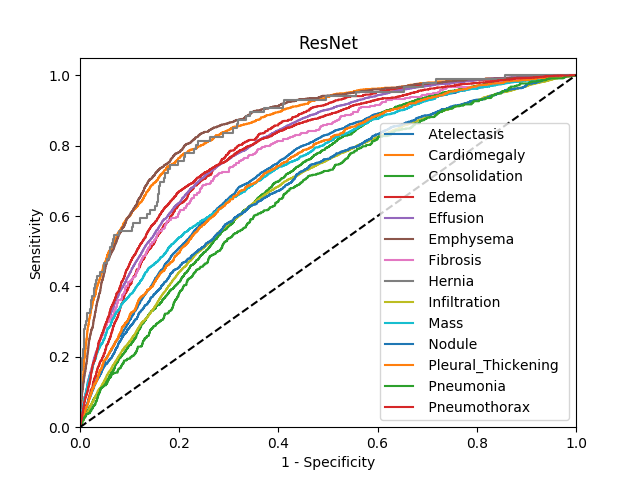 ResNet
Sensitivity
1.0
0.8
0.6
0.4
0.2
0.0
0.0 0.2 0.4 0.6 0.8 1.0
1 - Specificity
Atelectasis
Cardiomegaly
Consolidation
Edema
Effusion
Emphysema
Fibrosis
Hernia
Infiltration
Mass
Nodule
Pleural_Thickening
Pneumonia
Pneumothorax